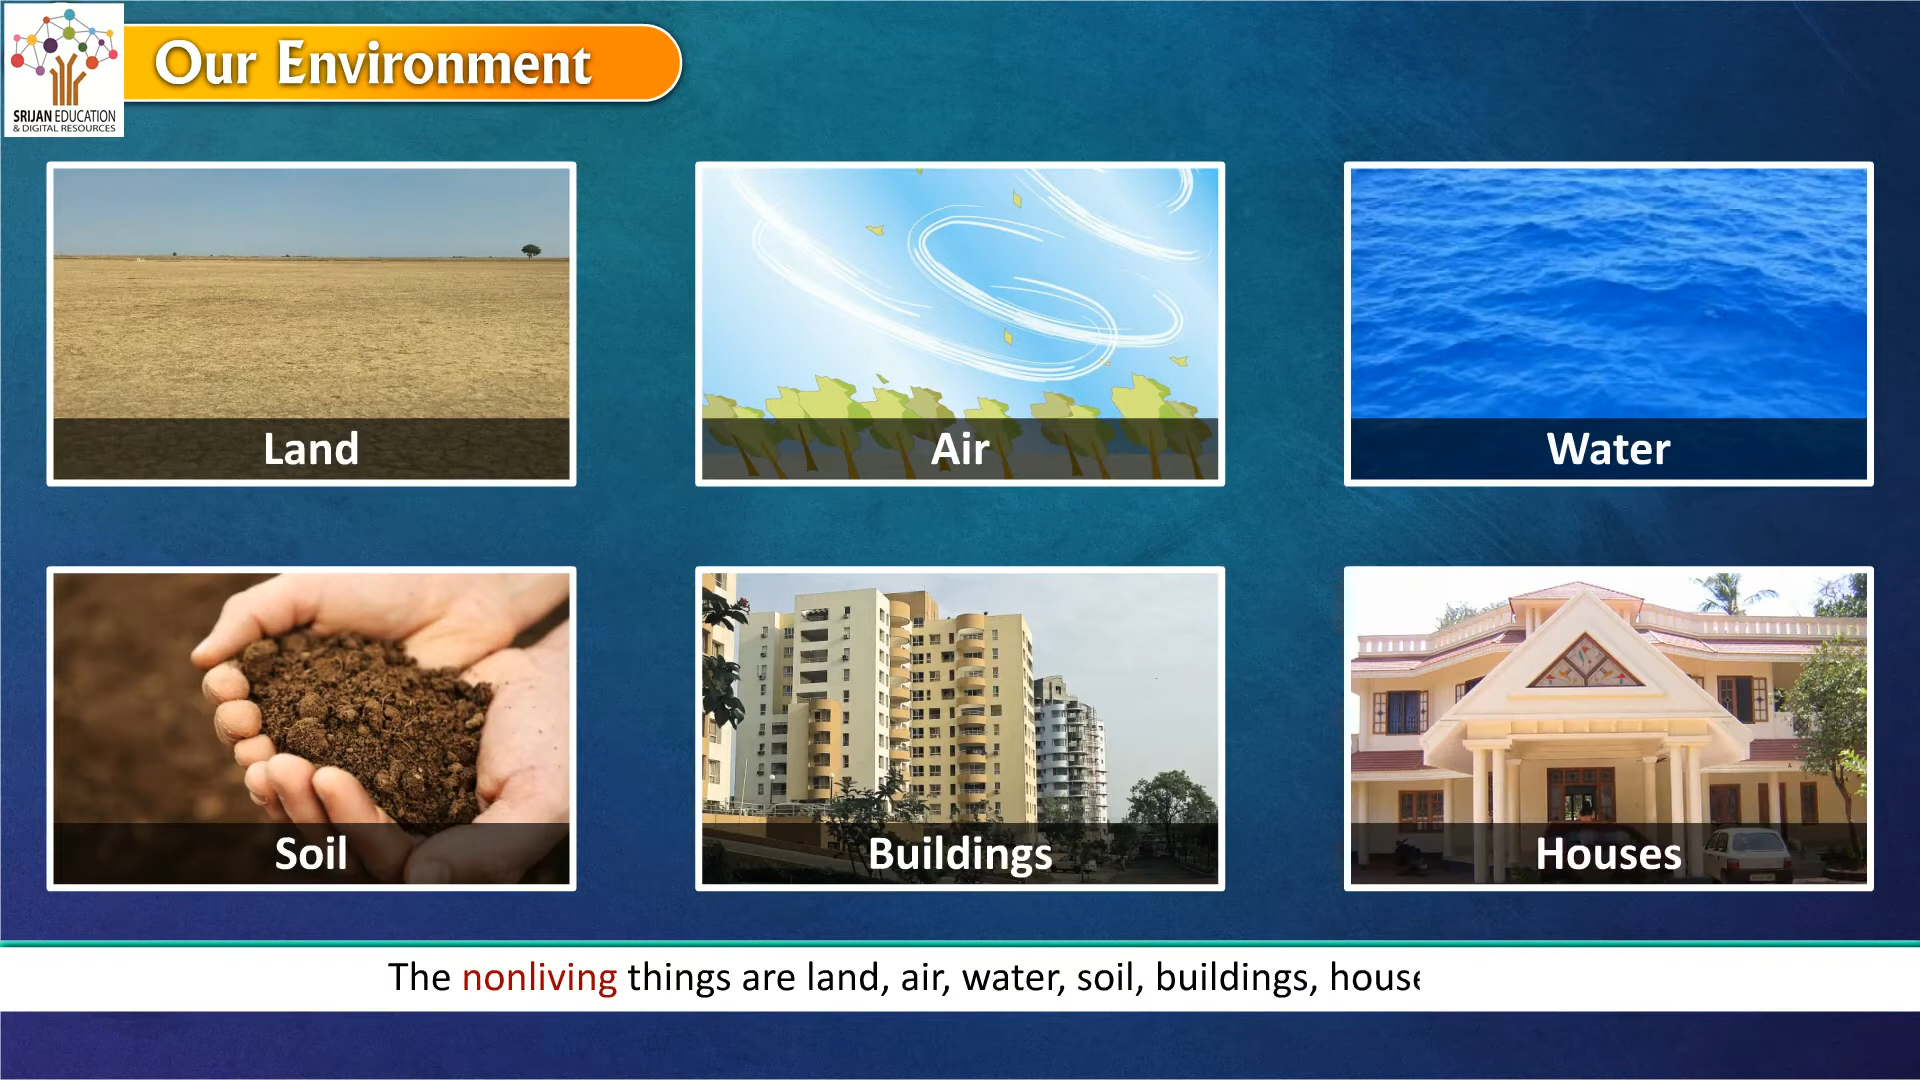 Our Environment
SRIJAN EDUCATION
& DIGITAL RESOURCES
Land
Air
Water
Soil
Buildings
Houses
The nonliving things are land, air, water, soil, buildings, house